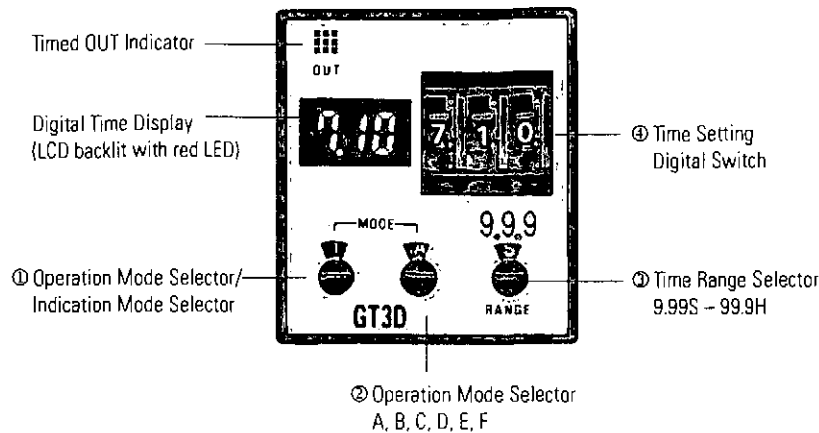 Timed OUT Indicator
OUT
Digital Time Display
(LCD backlit with red LED)
7.18
7 1 0
④ Time Setting
Digital Switch
MODE
9.9.9
1
A
S
① Operation Mode Selector/
Indication Mode Selector
③ Time Range Selector
9.99S – 99.9H
RANGE
GT3D
② Operation Mode Selector
A, B, C, D, E, F